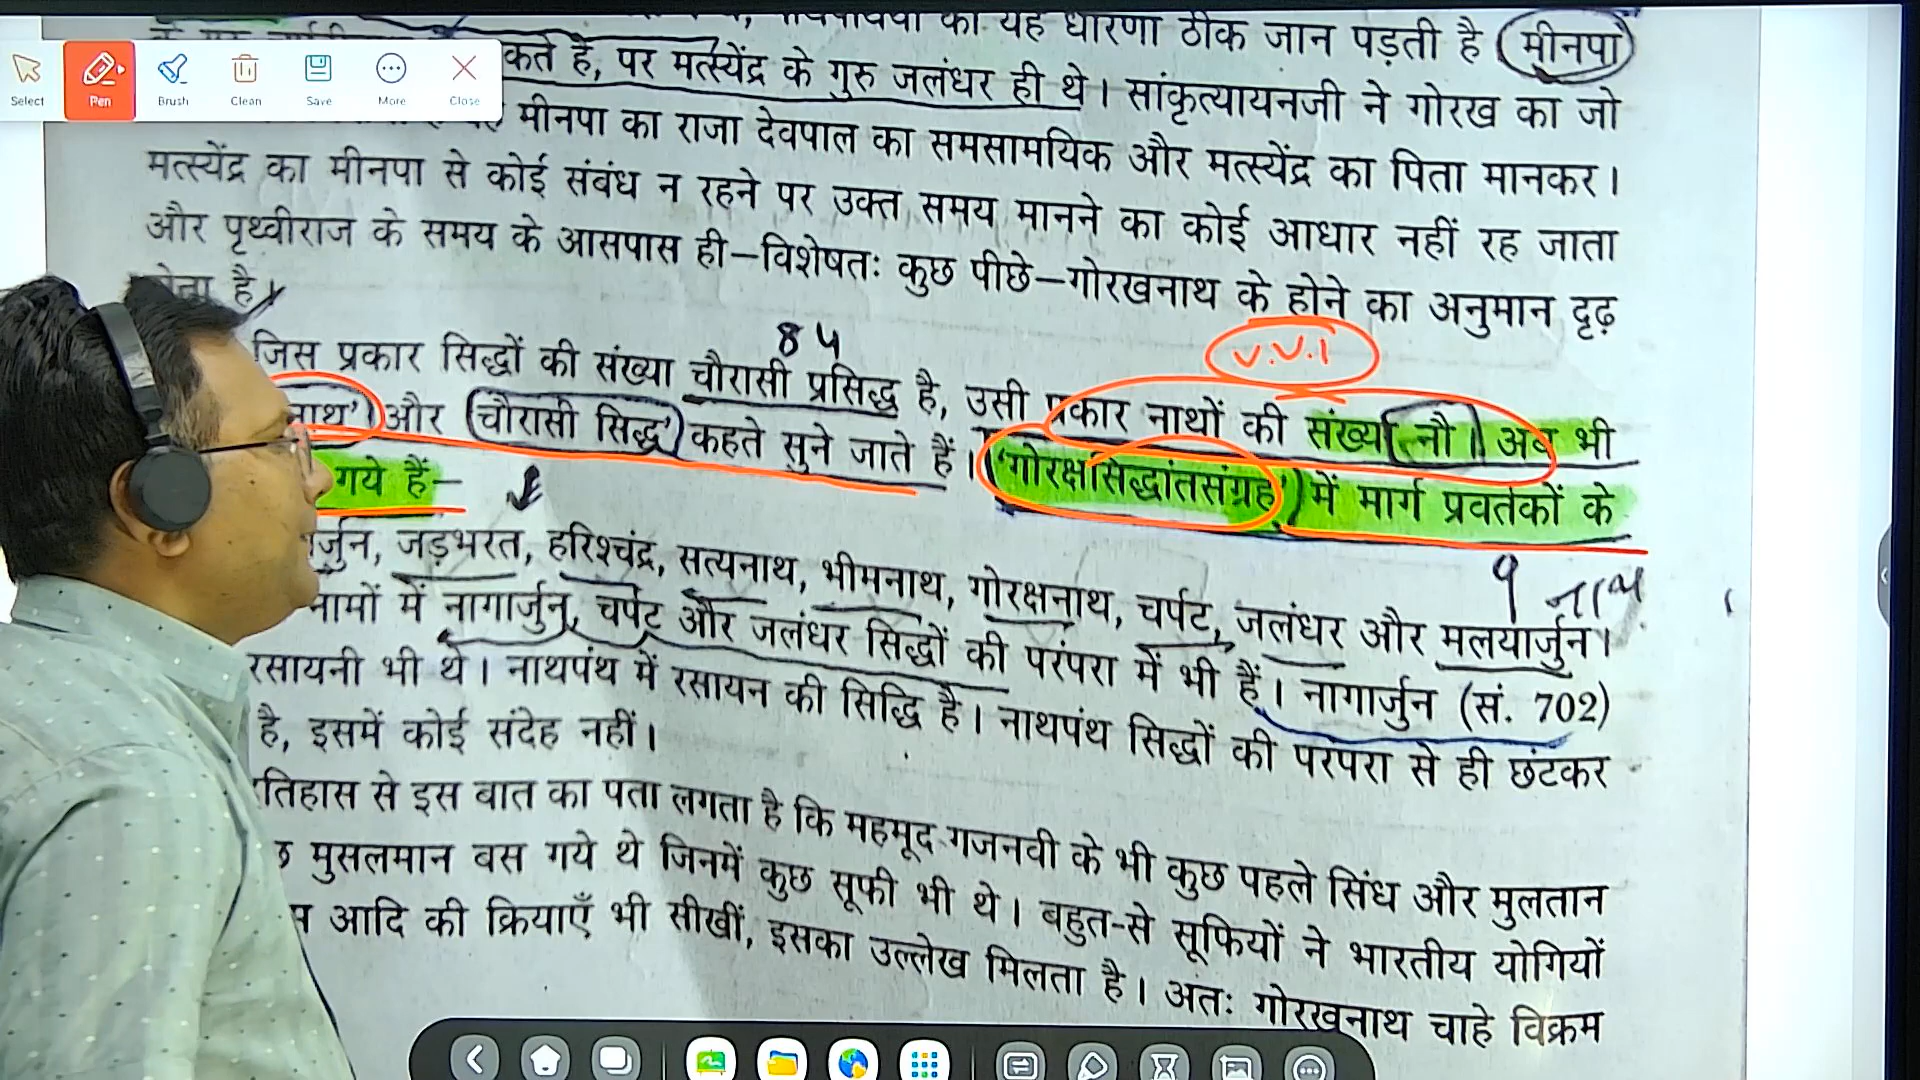 को यह धारणा ठीक जान पड़ती है मीनपा
कते हैं, पर मत्स्येंद्र के गुरु जलंधर ही थे। सांकृत्यायनजी ने गोरख का जो
मीनपा का राजा देवपाल का समसामयिक और मत्स्येंद्र का पिता मानकर।
मत्स्येंद्र का मीनपा से कोई संबंध न रहने पर उक्त समय मानने का कोई आधार नहीं रह जाता
और पृथ्वीराज के समय के आसपास ही—विशेषतः कुछ पीछे—गोरखनाथ के होने का अनुमान दृढ़
होता है।
84
V.V.I
जिस प्रकार सिद्धों की संख्या चौरासी प्रसिद्ध है, उसी प्रकार नाथों की संख्या नौ। अब भी
नाथ' और 'चौरासी सिद्ध' कहते सुने जाते हैं। 'गोरक्षसिद्धांतसंग्रह' में मार्ग प्रवर्तकों के
गये हैं—
9 नाथ
र्जुन, जड़भरत, हरिश्चंद्र, सत्यनाथ, भीमनाथ, गोरक्षनाथ, चर्पट, जलंधर और मलयार्जुन।
नामों में नागार्जुन, चर्पट और जलंधर सिद्धों की परंपरा में भी हैं। नागार्जुन (सं. 702)
रसायनी भी थे। नाथपंथ में रसायन की सिद्धि है। नाथपंथ सिद्धों की परंपरा से ही छंटकर
है, इसमें कोई संदेह नहीं।
तिहास से इस बात का पता लगता है कि महमूद गजनवी के भी कुछ पहले सिंध और मुलतान
छ मुसलमान बस गये थे जिनमें कुछ सूफी भी थे। बहुत-से सूफियों ने भारतीय योगियों
म आदि की क्रियाएँ भी सीखीं, इसका उल्लेख मिलता है। अतः गोरखनाथ चाहे विक्रम
Select Pen Brush Clean Save More Close